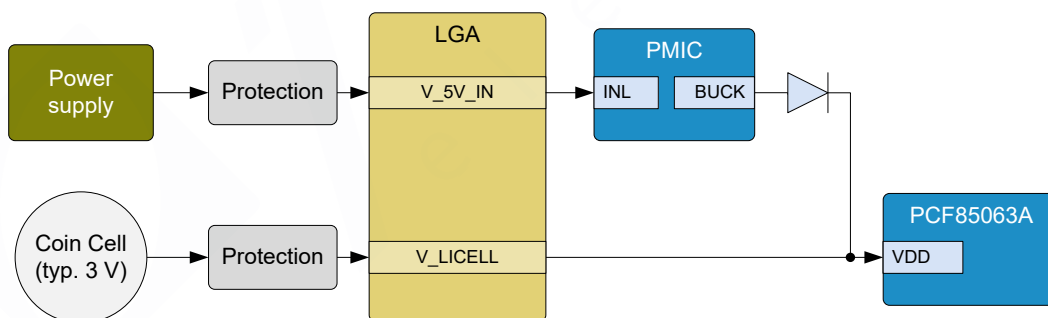 LGA
PMIC
Power
supply
Protection
V_5V_IN
INL
BUCK
PCF85063A
Coin Cell
(typ. 3 V)
Protection
V_LICELL
VDD